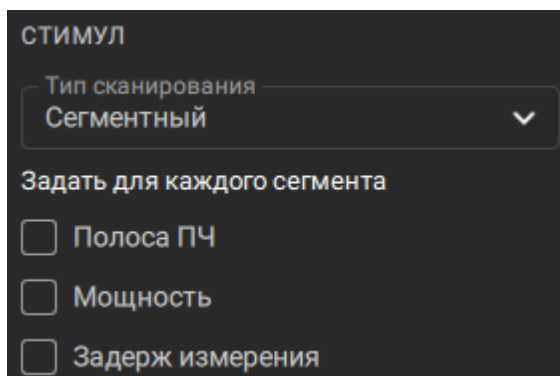 СТИМУЛ
Тип сканирования
Сегментный
Задать для каждого сегмента
Полоса ПЧ
Мощность
Задерж измерения